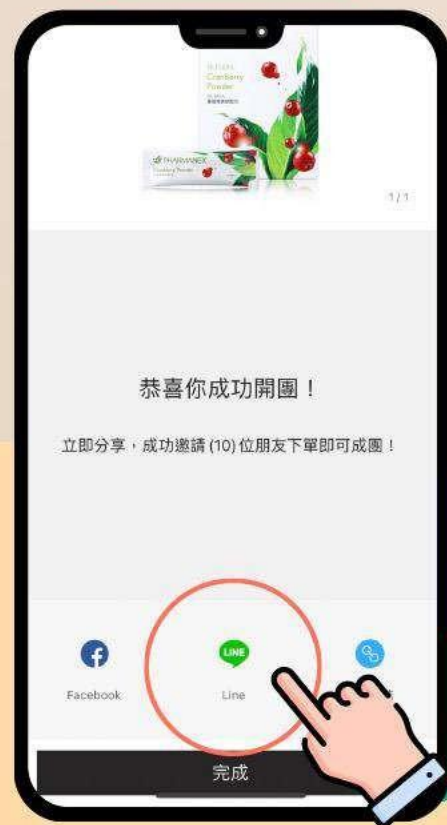 Cranberry
Powder
PHARMANEX
Cranberry Powder
1/1
恭喜你成功開團！
立即分享，成功邀請 (10) 位朋友下單即可成團！
LINE
Facebook
Line
完成